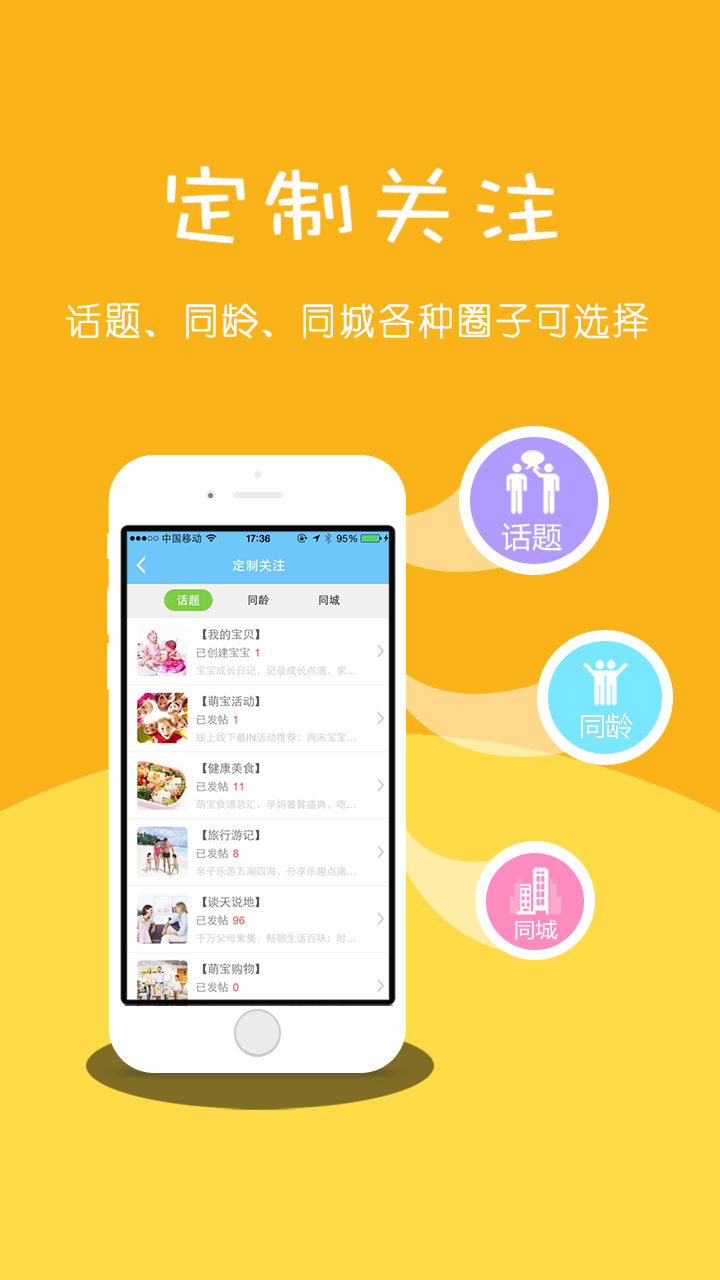 定制关注
话题、同龄、同城各种圈子可选择
话题
同龄
同城
中国移动 17:36 95%
定制关注
话题 同龄 同城
【我的宝贝】
已创建宝宝 1
宝宝成长日记，记录成长点滴，家...
【萌宝活动】
已发帖 1
线上线下最IN活动推荐：周末宝宝...
【健康美食】
已发帖 11
萌宝食谱总汇，孕妈饕餮盛典，吃...
【旅行游记】
已发帖 8
亲子乐游五湖四海，分享乐趣点滴...
【谈天说地】
已发帖 96
千万父母聚集，畅聊生活百味；时...
【萌宝购物】
已发帖 0